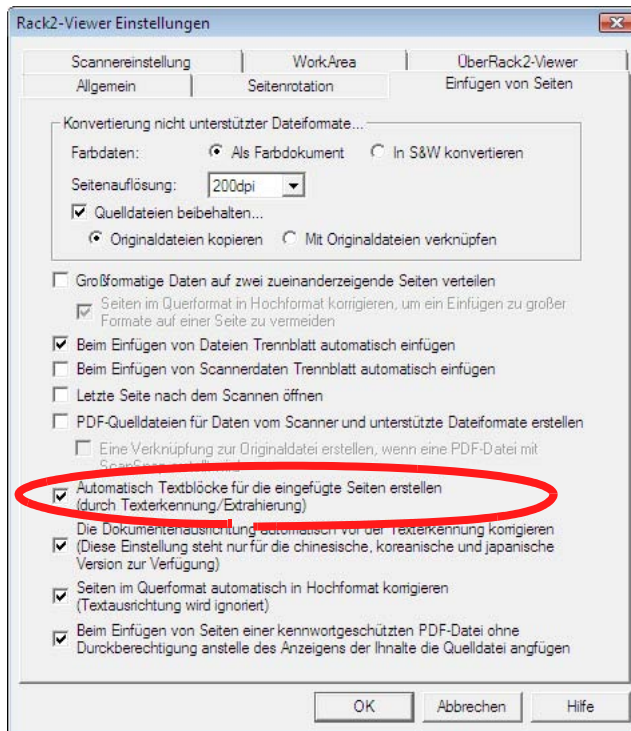 Rack2-Viewer Einstellungen
Scannereinstellung
WorkArea
ÜberRack2-Viewer
Allgemein
Seitenrotation
Einfügen von Seiten
Konvertierung nicht unterstützter Dateiformate...
Farbdaten:
Als Farbdokument
In S&W konvertieren
Seitenauflösung:
200dpi
Quelldateien beibehalten...
Originaldateien kopieren
Mit Originaldateien verknüpfen
Großformatige Daten auf zwei zueinanderzeigende Seiten verteilen
Seiten im Querformat in Hochformat korrigieren, um ein Einfügen zu großer
Formate auf einer Seite zu vermeiden
Beim Einfügen von Dateien Trennblatt automatisch einfügen
Beim Einfügen von Scannerdaten Trennblatt automatisch einfügen
Letzte Seite nach dem Scannen öffnen
PDF-Quelldateien für Daten vom Scanner und unterstützte Dateiformate erstellen
Eine Verknüpfung zur Originaldatei erstellen, wenn eine PDF-Datei mit
Automatisch Textblöcke für die eingefügte Seiten erstellen
(durch Texterkennung/Extrahierung)
Die Dokumentenausrichtung automatisch vor der Texterkennung korrigieren
(Diese Einstellung steht nur für die chinesische, koreanische und japanische
Version zur Verfügung)
Seiten im Querformat automatisch in Hochformat korrigieren
(Textausrichtung wird ignoriert)
Beim Einfügen von Seiten einer kennwortgeschützten PDF-Datei ohne
Durckberechtigung anstelle des Anzeigens der Ihnalte die Quelldatei angfügen
OK
Abbrechen
Hilfe